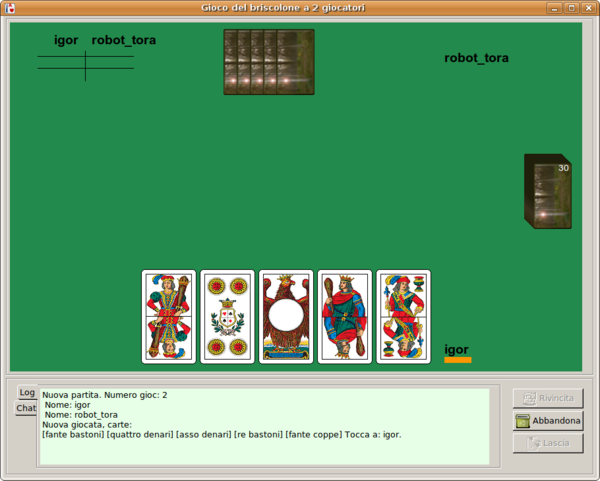 Gioco del briscolone a 2 giocatori
igor robot_tora
robot_tora
30
igor
Log
Chat
Nuova partita. Numero gioc: 2
Nome: igor
Nome: robot_tora
Nuova giocata, carte:
[fante bastoni] [quattro denari] [asso denari] [re bastoni] [fante coppe] Tocca a: igor.
Rivincita
Abbandona
Lascia